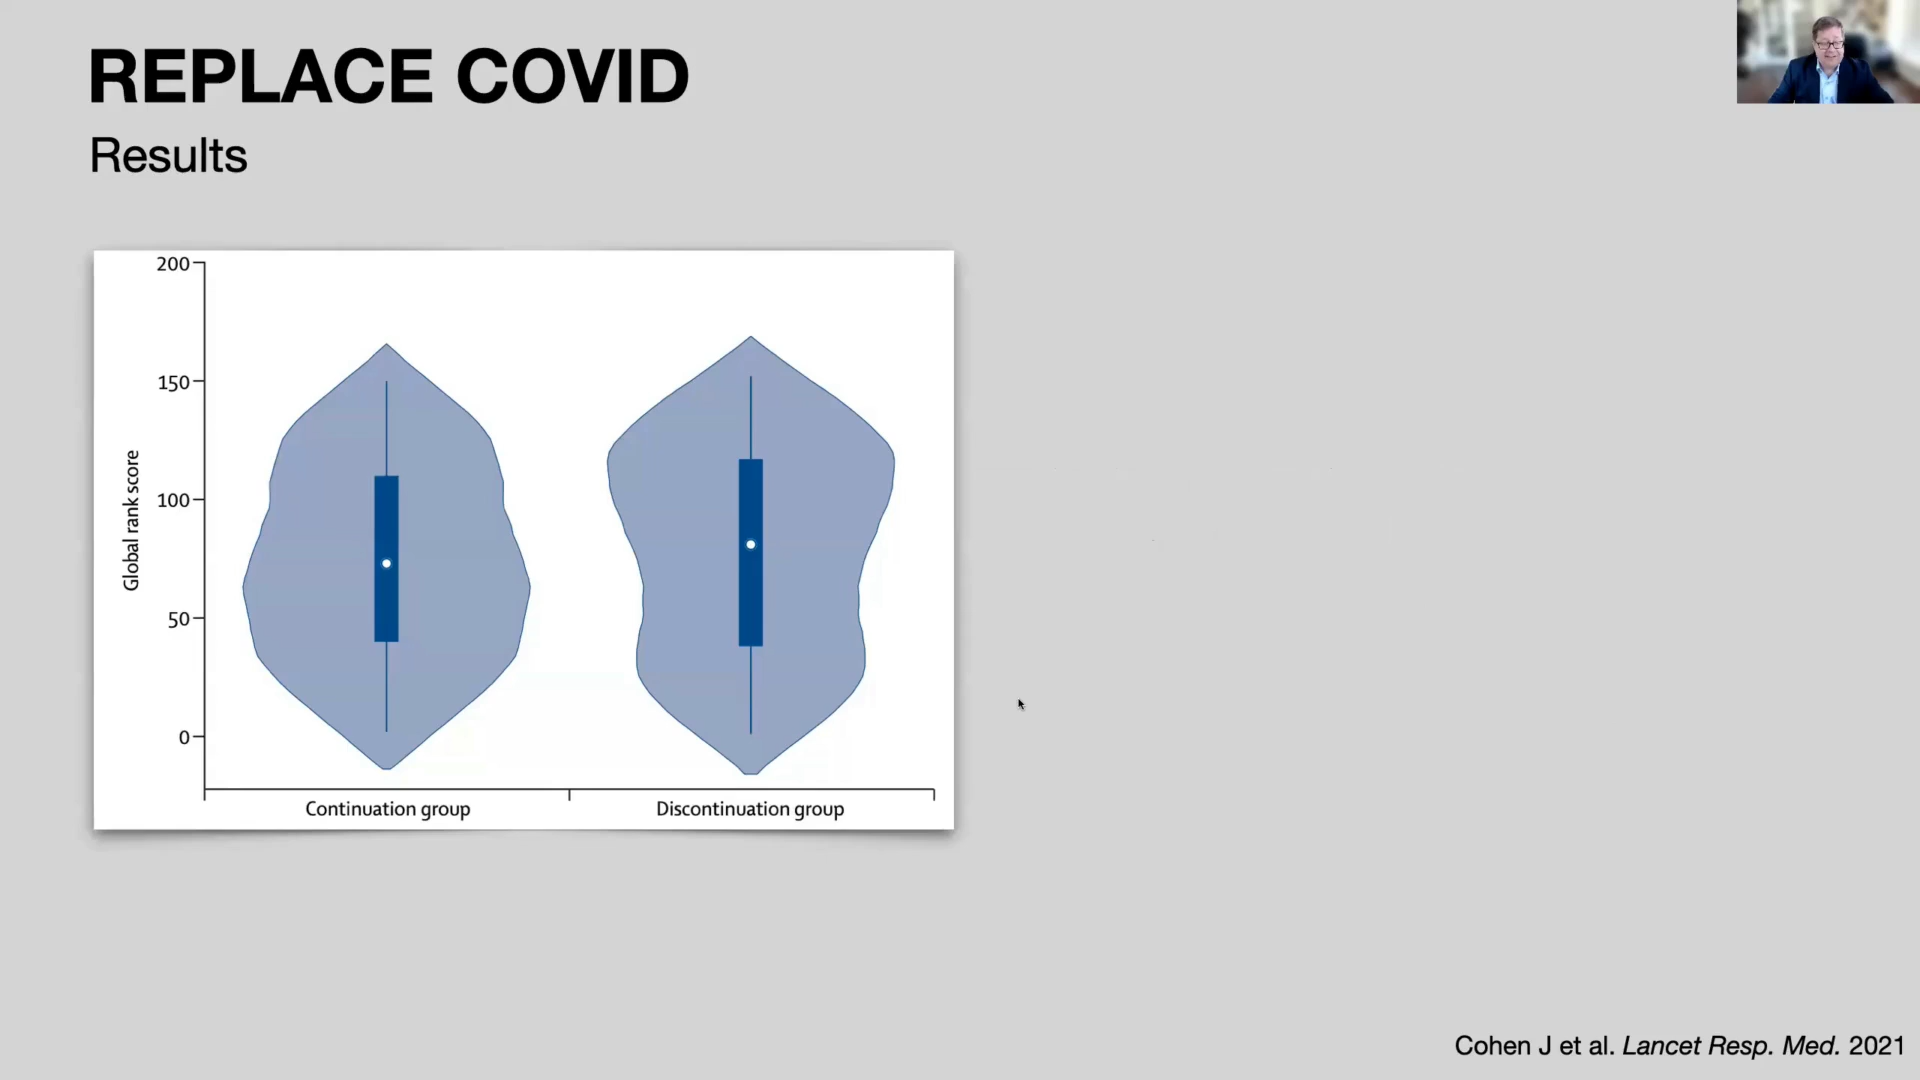 REPLACE COVID
Results
200
150
100
50
0
Global rank score
Continuation group
Discontinuation group
Cohen J et al. Lancet Resp. Med. 2021